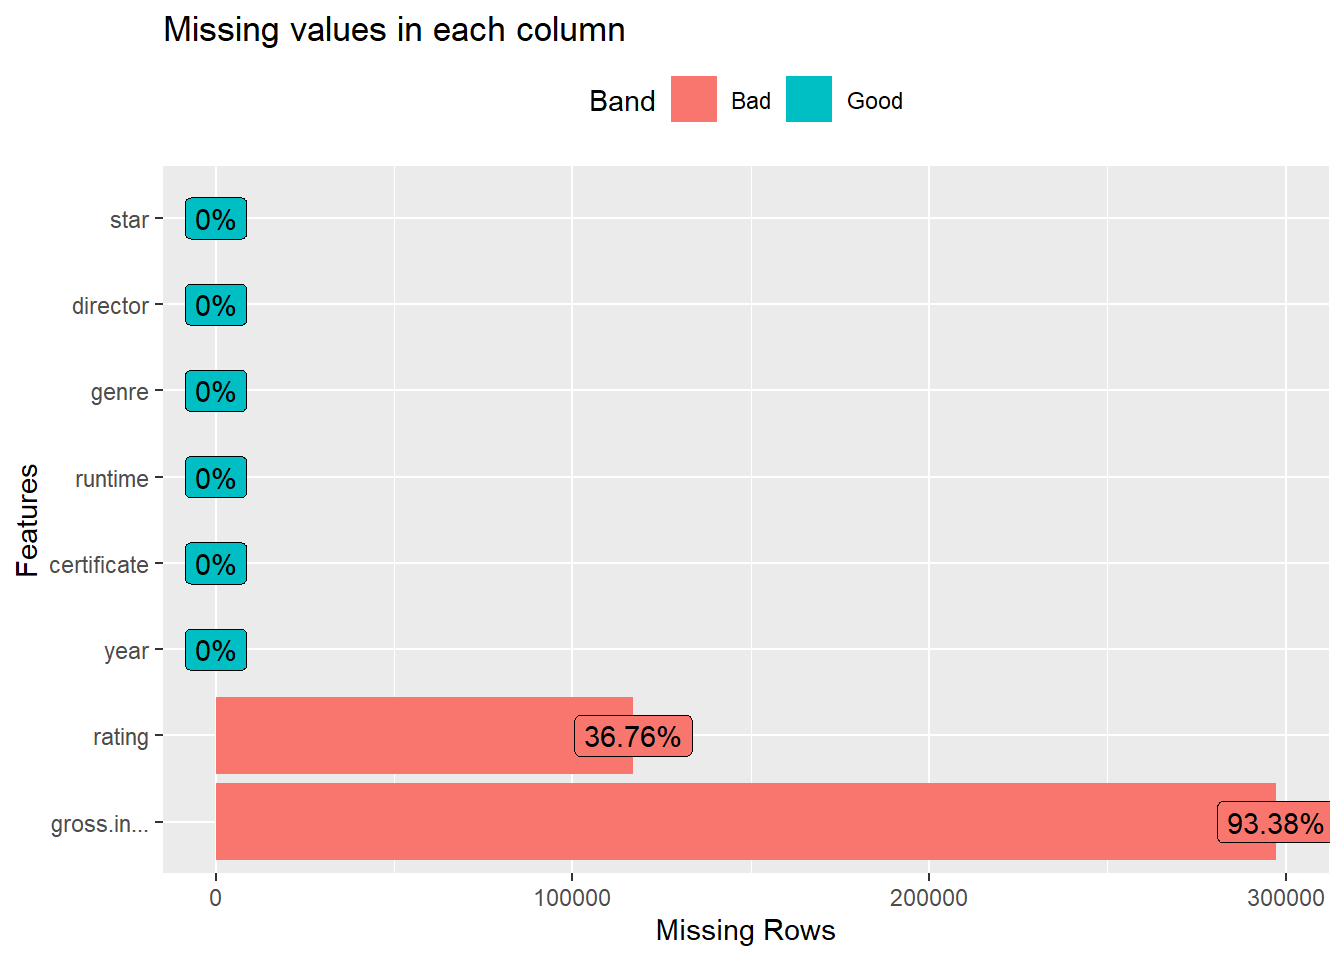 Missing values in each column
Band Bad Good
star 0%
director 0%
genre 0%
runtime 0%
certificate 0%
year 0%
rating 36.76%
gross.in... 93.38%
0 100000 200000 300000
Missing Rows
Features